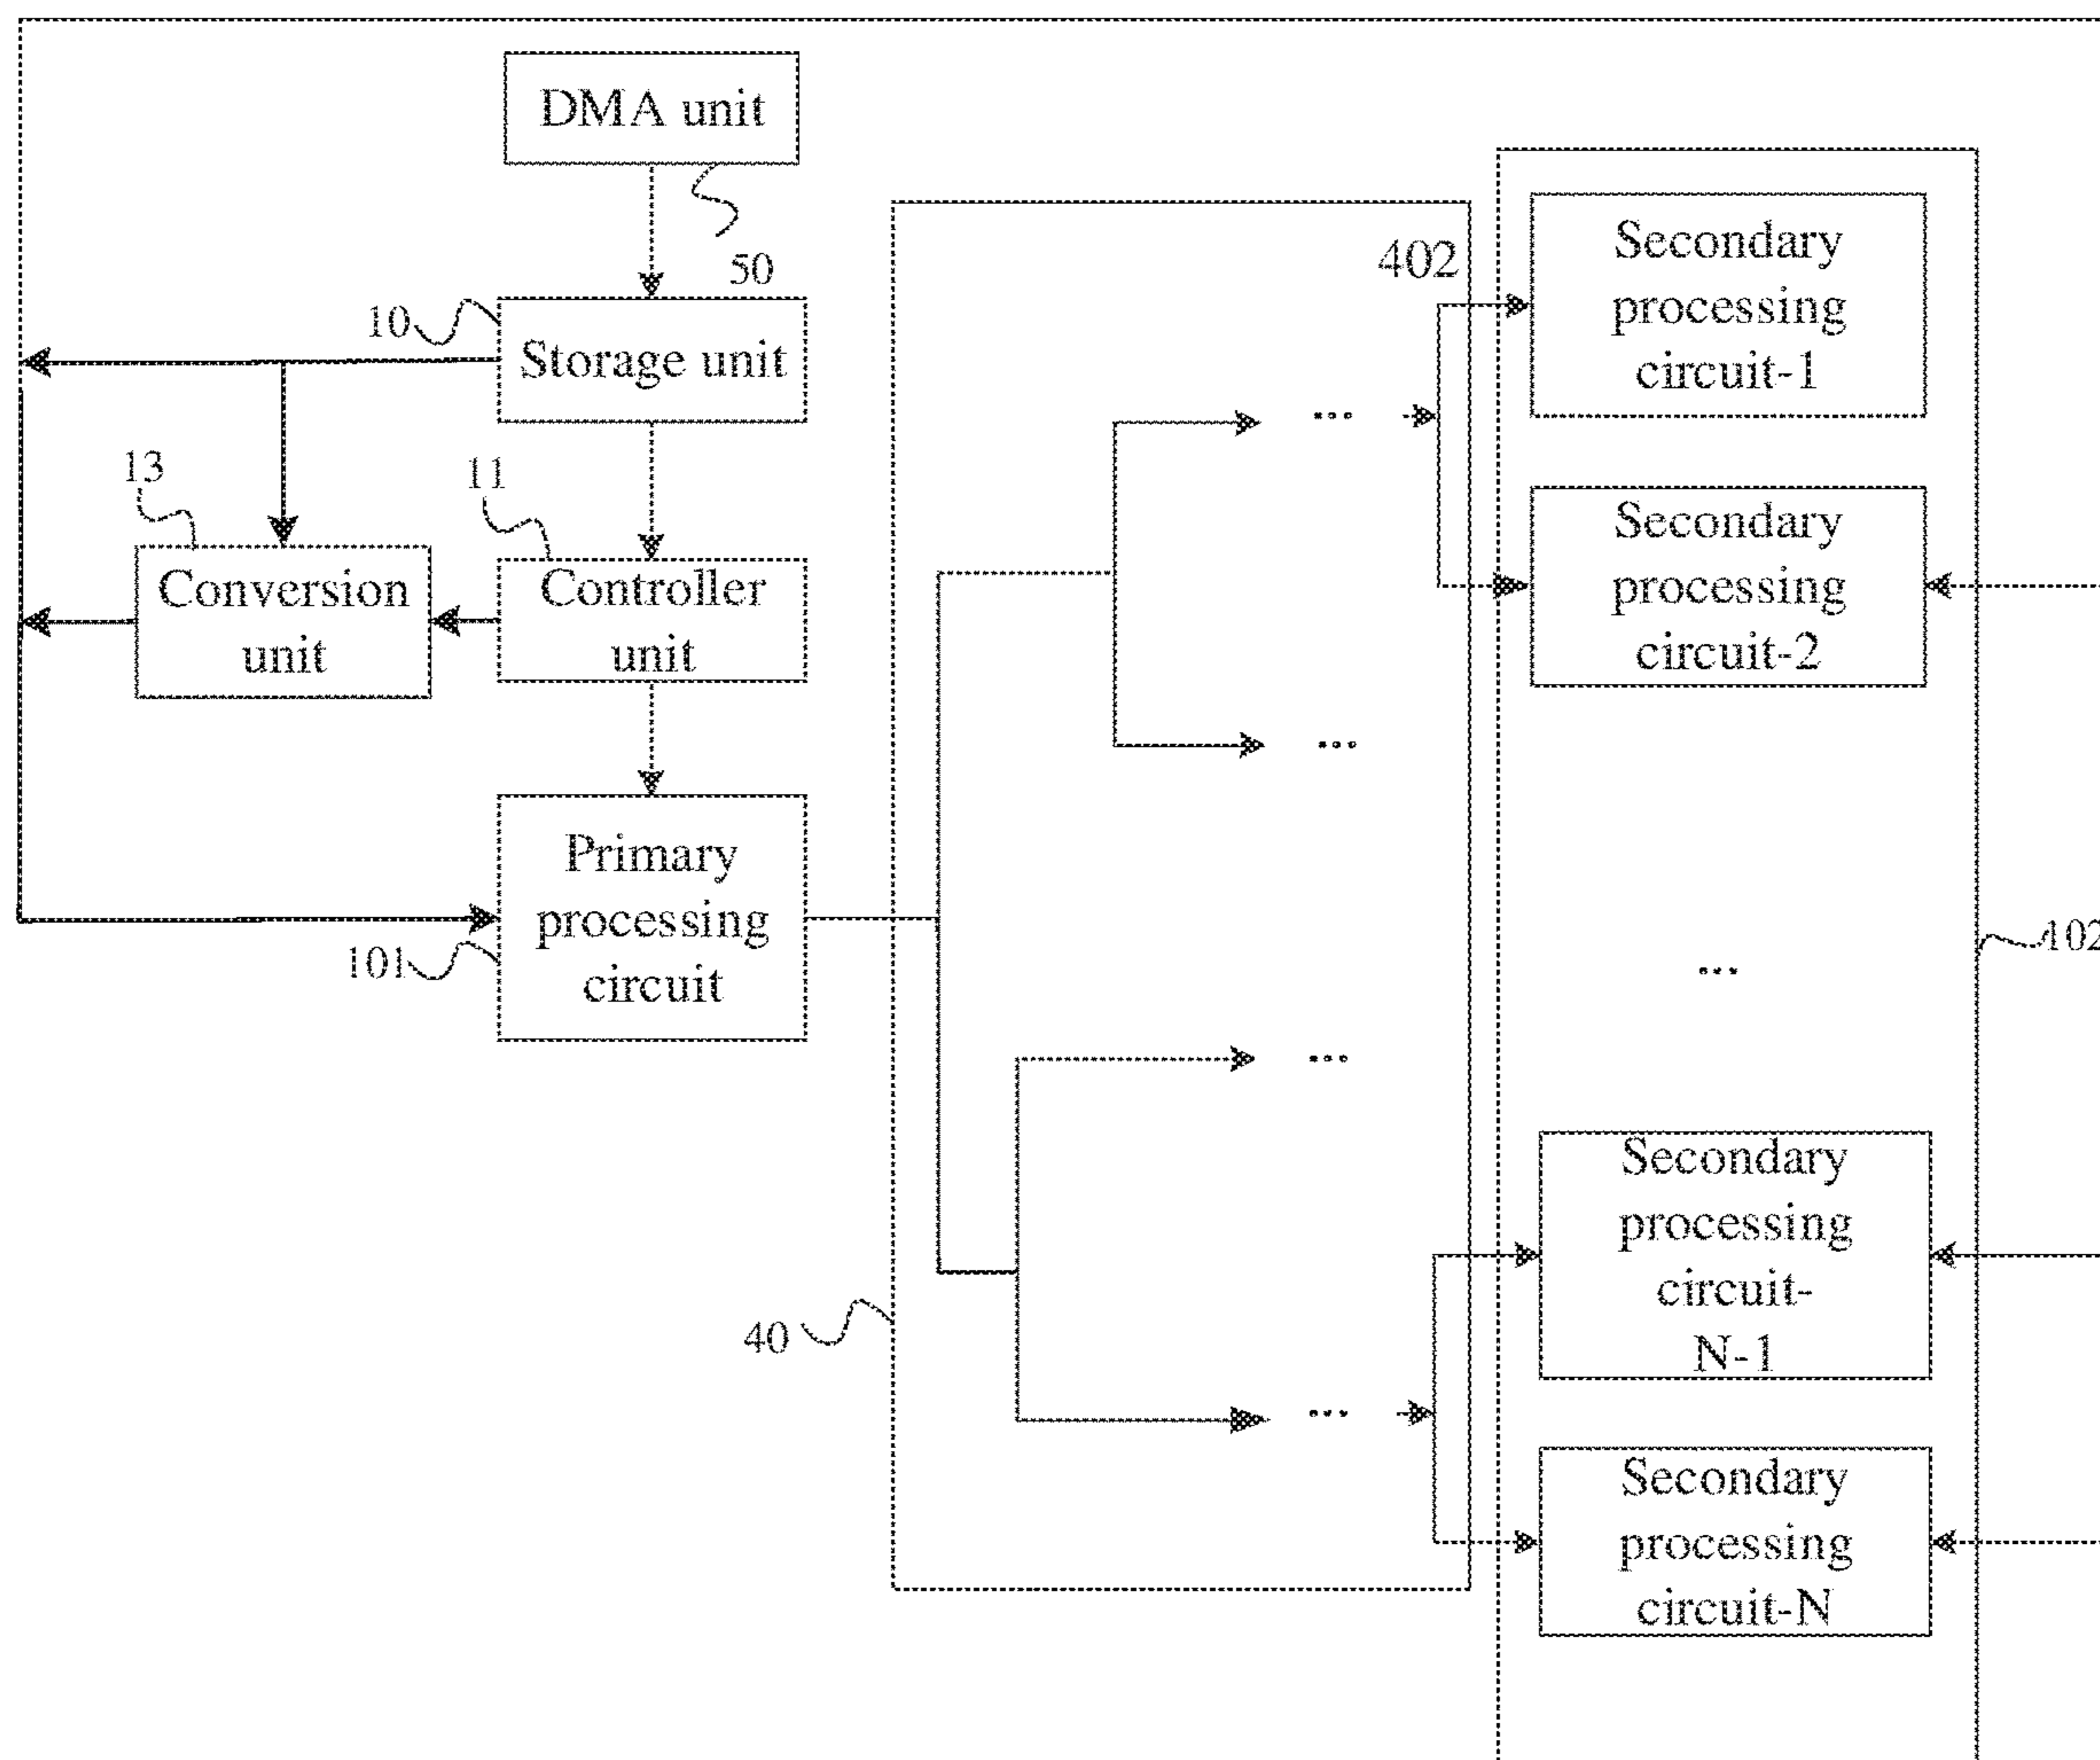 DMA unit
50
10
Storage unit
13
11
Conversion
unit
Controller
unit
Primary
processing
circuit
101
40
402
...
...
...
...
Secondary
processing
circuit-1
Secondary
processing
circuit-2
...
102
Secondary
processing
circuit-
N-1
Secondary
processing
circuit-N